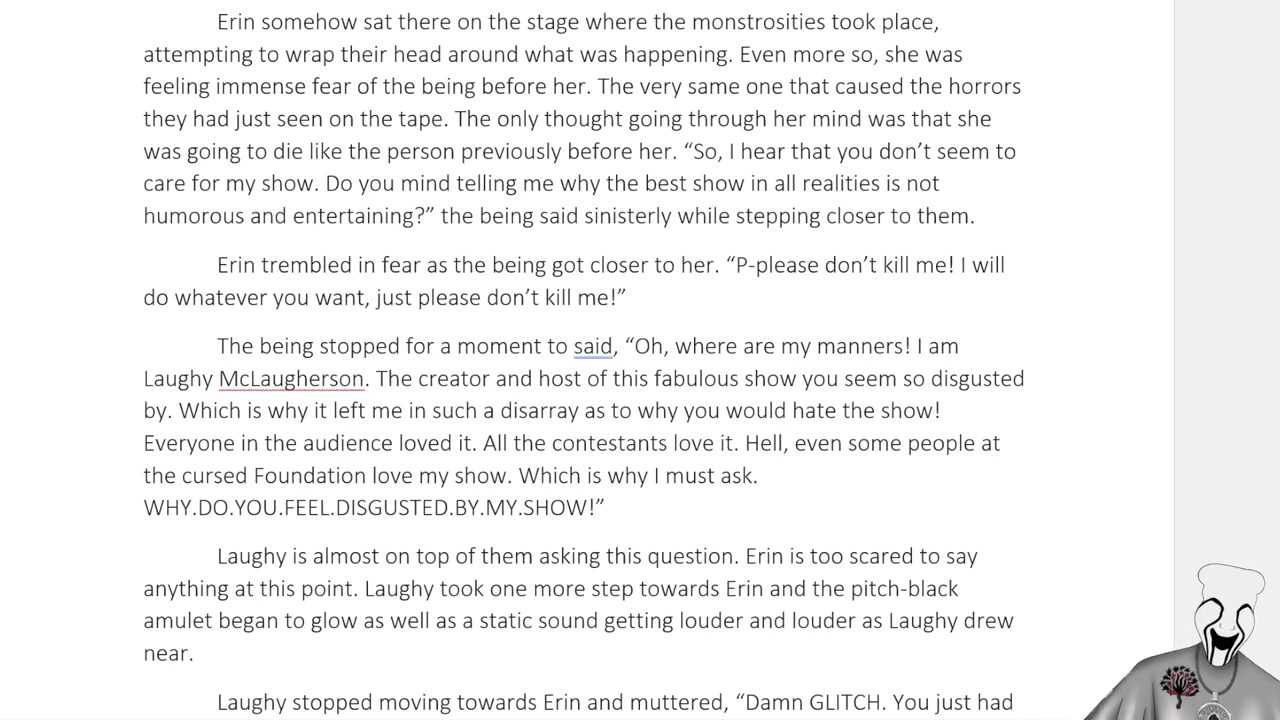 Erin somehow sat there on the stage where the monstrosities took place,
attempting to wrap their head around what was happening. Even more so, she was
feeling immense fear of the being before her. The very same one that caused the horrors
they had just seen on the tape. The only thought going through her mind was that she
was going to die like the person previously before her. “So, I hear that you don’t seem to
care for my show. Do you mind telling me why the best show in all realities is not
humorous and entertaining?” the being said sinisterly while stepping closer to them.
Erin trembled in fear as the being got closer to her. “P-please don’t kill me! I will
do whatever you want, just please don’t kill me!”
The being stopped for a moment to said, “Oh, where are my manners! I am
Laughy McLaugherson. The creator and host of this fabulous show you seem so disgusted
by. Which is why it left me in such a disarray as to why you would hate the show!
Everyone in the audience loved it. All the contestants love it. Hell, even some people at
the cursed Foundation love my show. Which is why I must ask.
WHY.DO.YOU.FEEL.DISGUSTED.BY.MY.SHOW!”
Laughy is almost on top of them asking this question. Erin is too scared to say
anything at this point. Laughy took one more step towards Erin and the pitch-black
amulet began to glow as well as a static sound getting louder and louder as Laughy drew
near.
Laughy stopped moving towards Erin and muttered, “Damn GLITCH. You just had